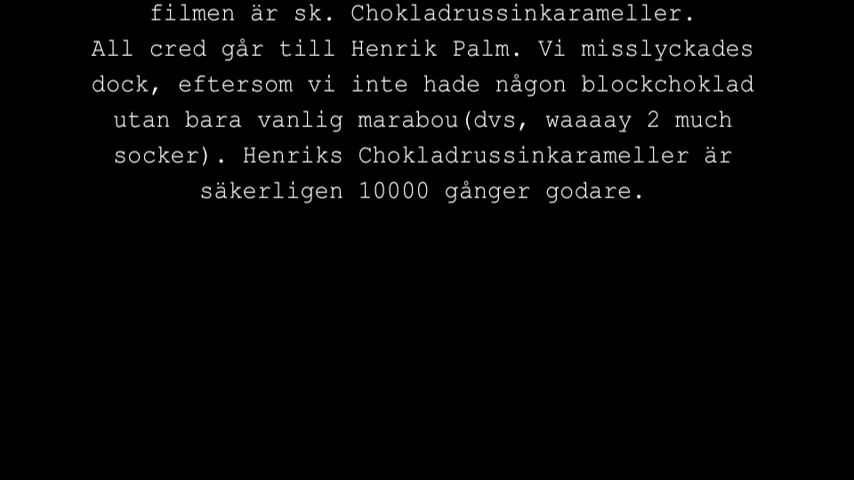 filmen är sk. Chokladrussinkarameller.
All cred går till Henrik Palm. Vi misslyckades
dock, eftersom vi inte hade någon blockchoklad
utan bara vanlig marabou(dvs, waaaay 2 much
socker). Henriks Chokladrussinkarameller är
säkerligen 10000 gånger godare.